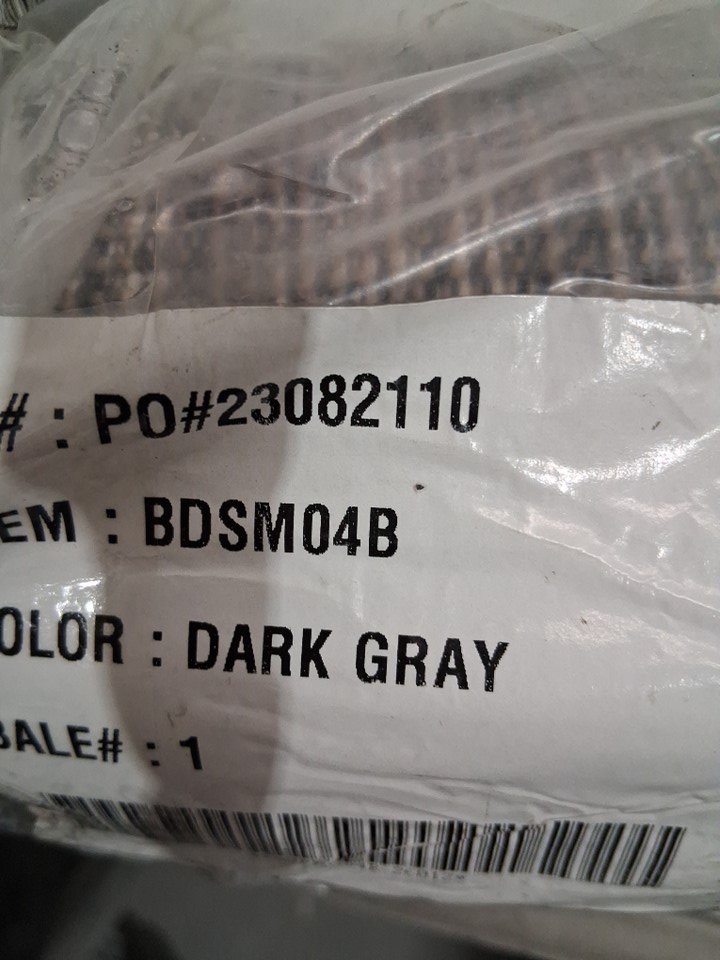 # : PO#23082110
EM : BDSM04B
OLOR : DARK GRAY
BALE# : 1